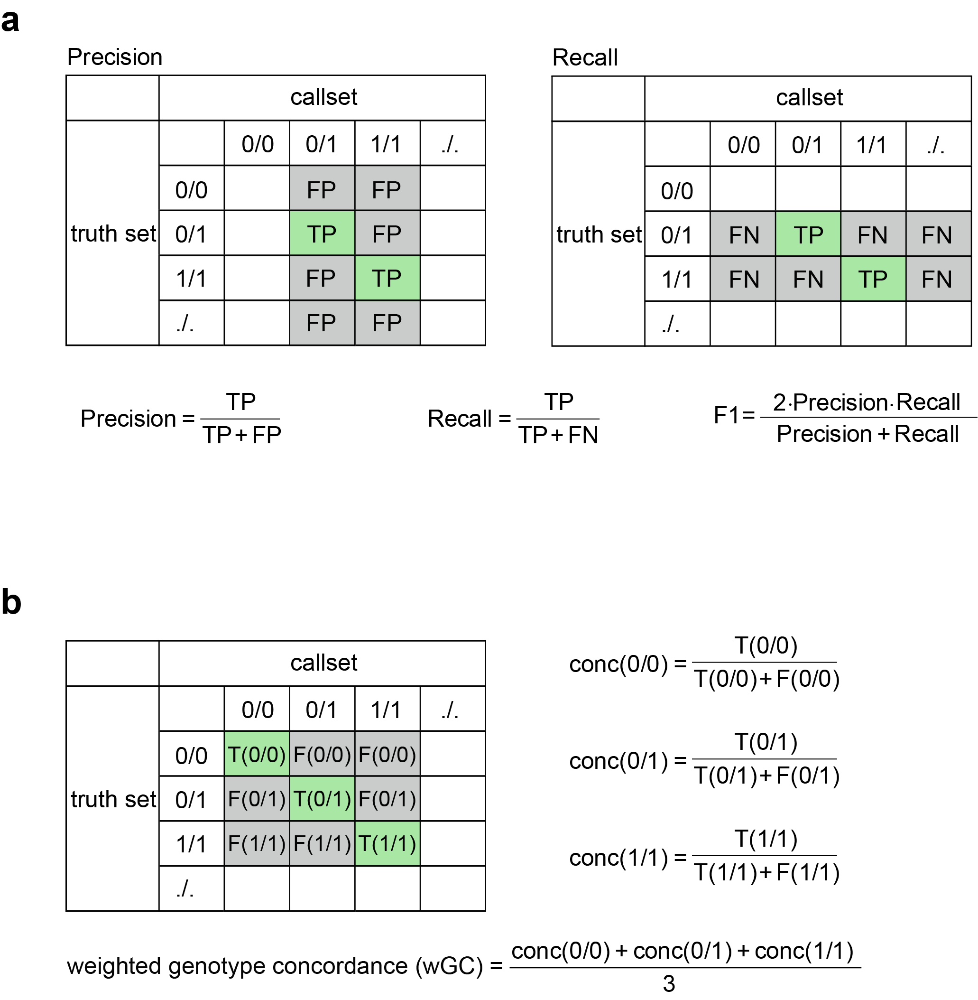 a
Precision
callset
0/0 0/1 1/1 ./.
0/0 FP FP
truth set 0/1 TP FP
1/1 FP TP
./. FP FP
Recall
callset
0/0 0/1 1/1 ./.
0/0
truth set 0/1 FN TP FN FN
1/1 FN FN TP FN
./.
Precision = TP
TP + FP
Recall = TP
TP + FN
F1= 2·Precision·Recall
Precision + Recall
b
callset
0/0 0/1 1/1 ./.
0/0 T(0/0) F(0/0) F(0/0)
truth set 0/1 F(0/1) T(0/1) F(0/1)
1/1 F(1/1) F(1/1) T(1/1)
./.
conc(0/0) = T(0/0)
T(0/0)+ F(0/0)
conc(0/1) = T(0/1)
T(0/1)+ F(0/1)
conc(1/1) = T(1/1)
T(1/1)+ F(1/1)
weighted genotype concordance (wGC) = conc(0/0) + conc(0/1) + conc(1/1)
3